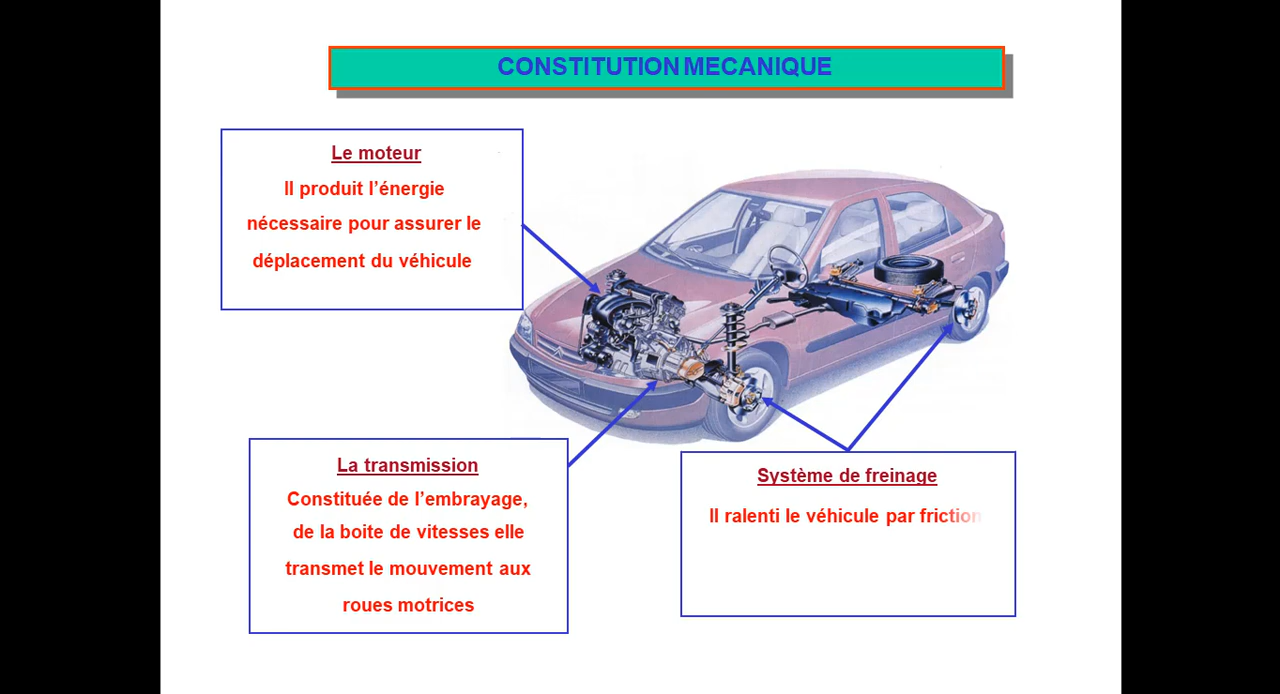 CONSTITUTION MECANIQUE
Le moteur
Il produit l’énergie
nécessaire pour assurer le
déplacement du véhicule
La transmission
Constituée de l’embrayage,
de la boite de vitesses elle
transmet le mouvement aux
roues motrices
Système de freinage
Il ralenti le véhicule par friction